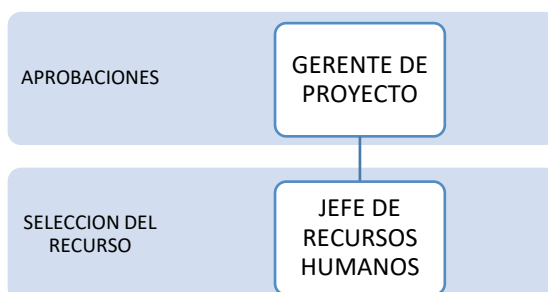 APROBACIONES
GERENTE DE
PROYECTO
SELECCION DEL
RECURSO
JEFE DE
RECURSOS
HUMANOS